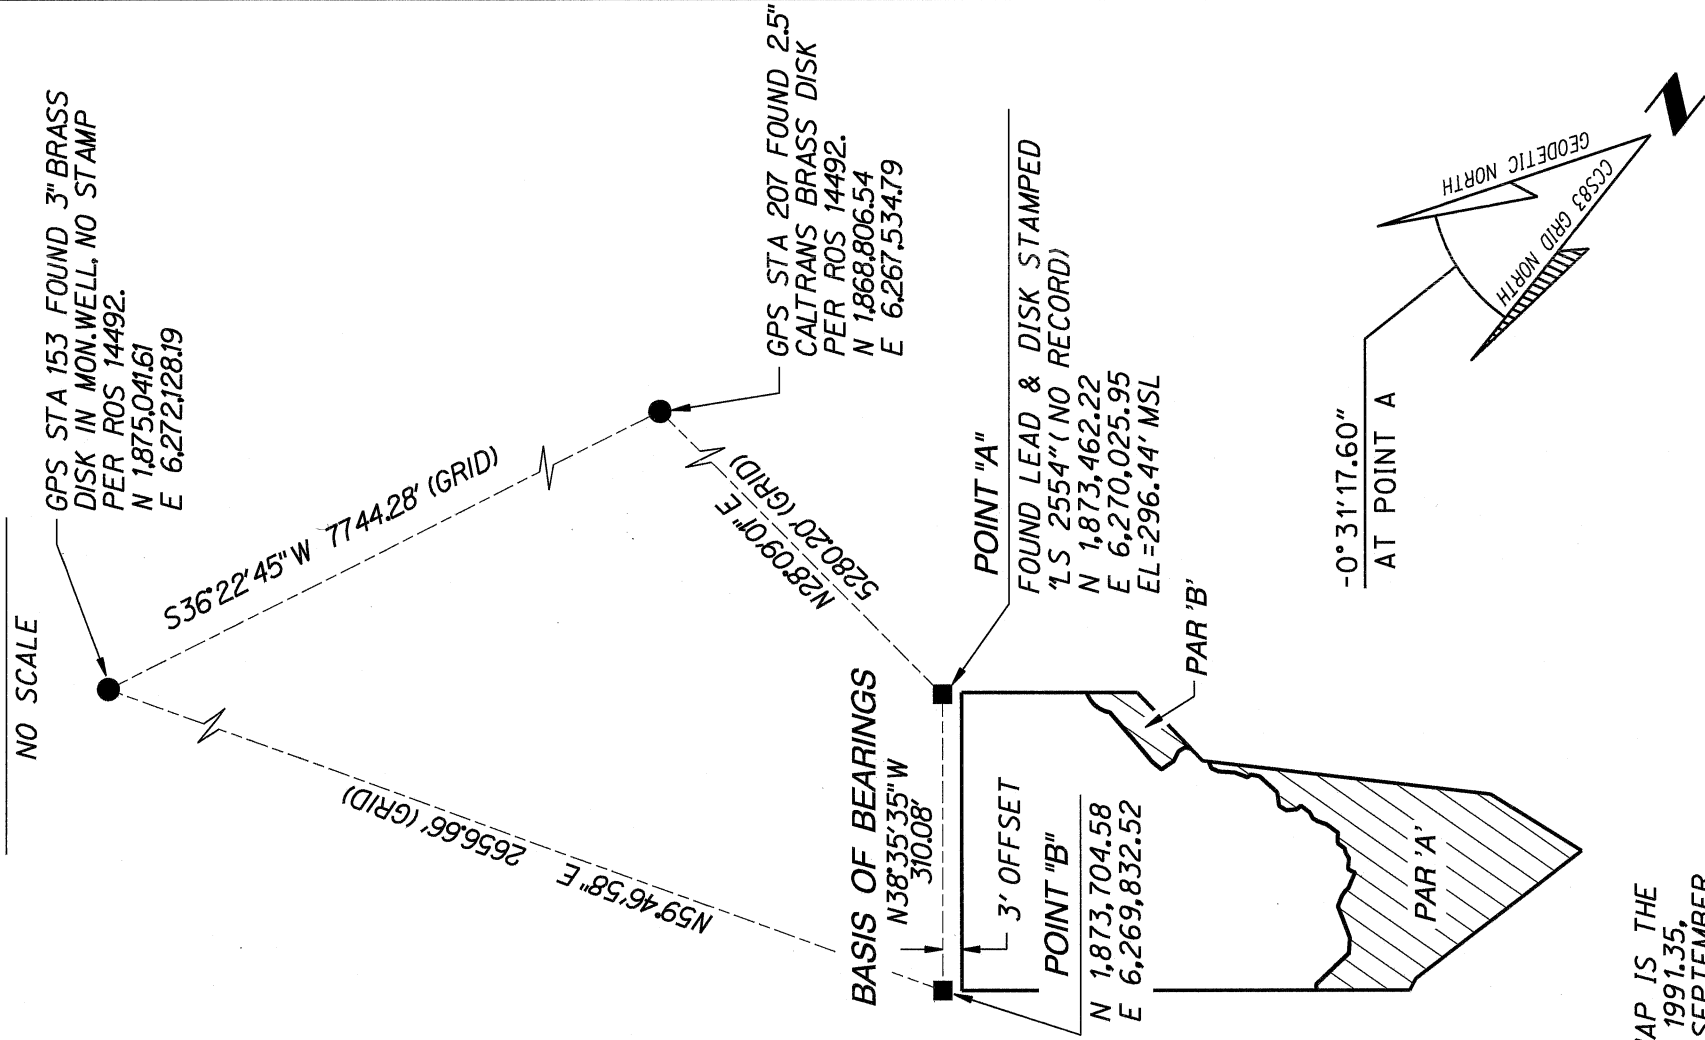 NO SCALE
GPS STA 153 FOUND 3" BRASS
DISK IN MON.WELL, NO STAMP
PER ROS 14492.
N 1,875,041.61
E 6,272,128.19
S36°22'45"W 7744.28' (GRID)
GPS STA 207 FOUND 2.5"
CALTRANS BRASS DISK
PER ROS 14492.
N 1,868,806.54
E 6,267,534.79
N28°09'01"E
5280.20' (GRID)
N59°46'58"E 2656.66' (GRID)
BASIS OF BEARINGS
N38°35'35"W
310.08'
3' OFFSET
POINT "A"
FOUND LEAD & DISK STAMPED
"LS 2554"( NO RECORD)
N 1,873,462.22
E 6,270,025.95
EL=296.44' MSL
POINT "B"
N 1,873,704.58
E 6,269,832.52
PAR 'B'
PAR 'A'
-0°31'17.60"
AT POINT A
GEODETIC NORTH
CCS83 GRID NORTH
N
MAP IS THE
1991.35,
SEPTEMBER